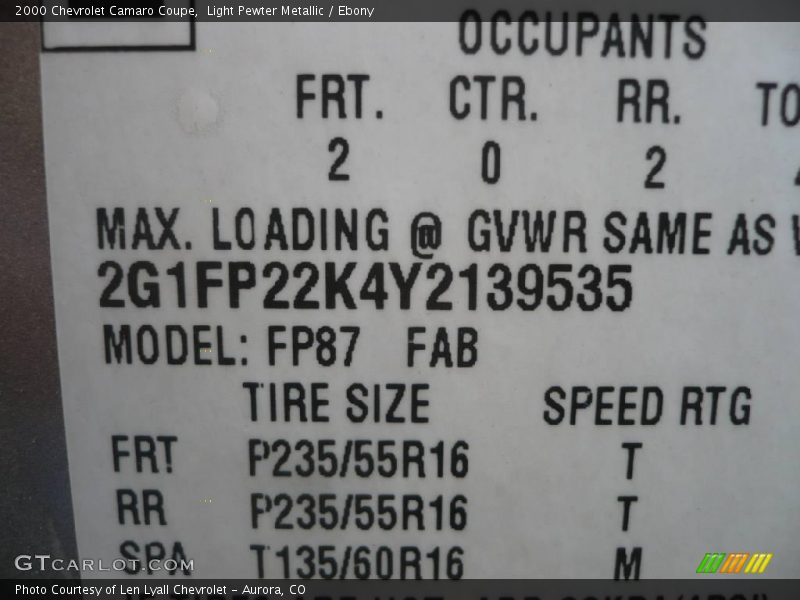 2000 Chevrolet Camaro Coupe,  Light Pewter Metallic / Ebony
OCCUPANTS
FRT. CTR. RR.
2 0 2
MAX. LOADING @ GVWR SAME AS
2G1FP22K4Y2139535
MODEL: FP87 FAB
TIRE SIZE SPEED RTG
FRT P235/55R16 T
RR P235/55R16 T
SPA T135/60R16 M
GTCARLOT.COM
Photo Courtesy of Len Lyall Chevrolet – Aurora, CO